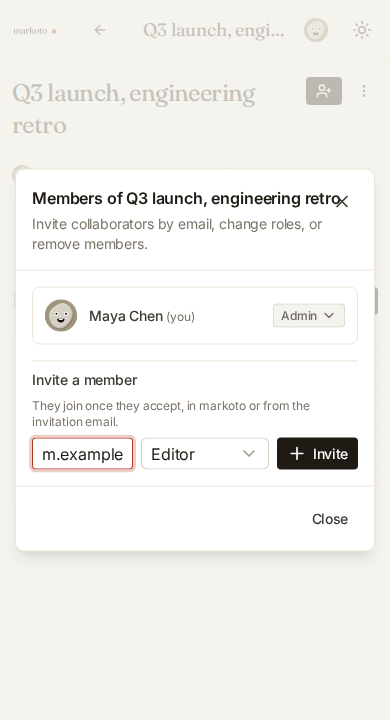 markoto
Q3 launch, engi...
Q3 launch, engineering
retro
Members of Q3 launch, engineering retro
Invite collaborators by email, change roles, or
remove members.
Maya Chen (you)
Admin
Invite a member
They join once they accept, in markoto or from the
invitation email.
m.example
Editor
Invite
Close